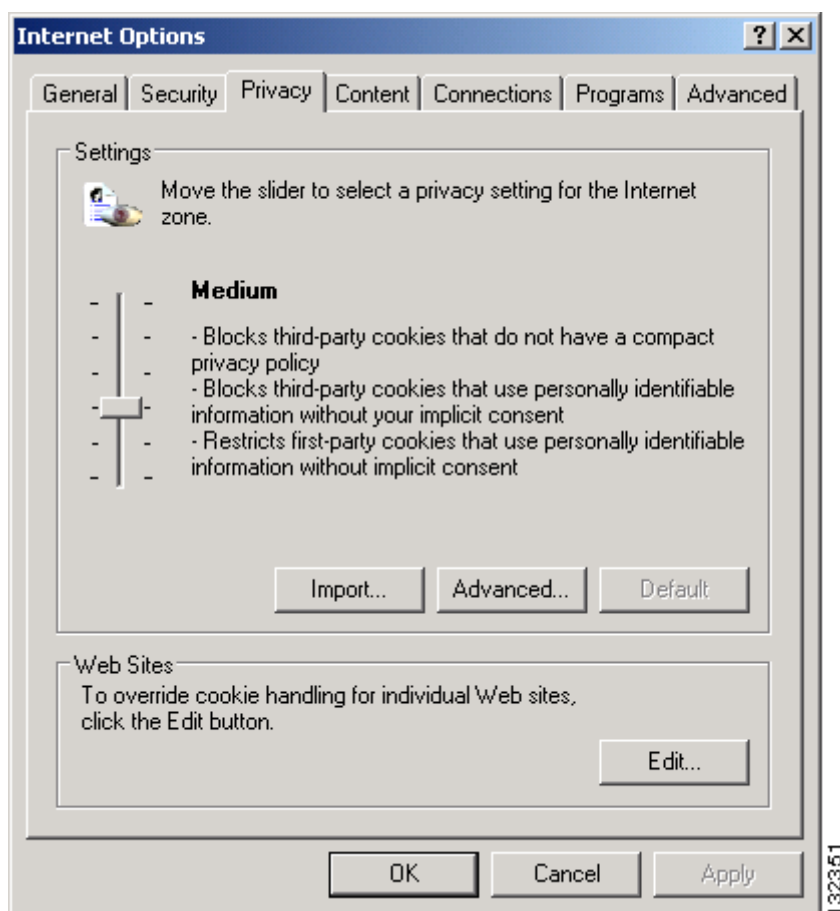 Internet Options
General Security Privacy Content Connections Programs Advanced
Settings
Move the slider to select a privacy setting for the Internet
zone.
Medium
- Blocks third-party cookies that do not have a compact
privacy policy
- Blocks third-party cookies that use personally identifiable
information without your implicit consent
- Restricts first-party cookies that use personally identifiable
information without implicit consent
Import... Advanced... Default
Web Sites
To override cookie handling for individual Web sites,
click the Edit button.
Edit...
OK Cancel Apply
132351